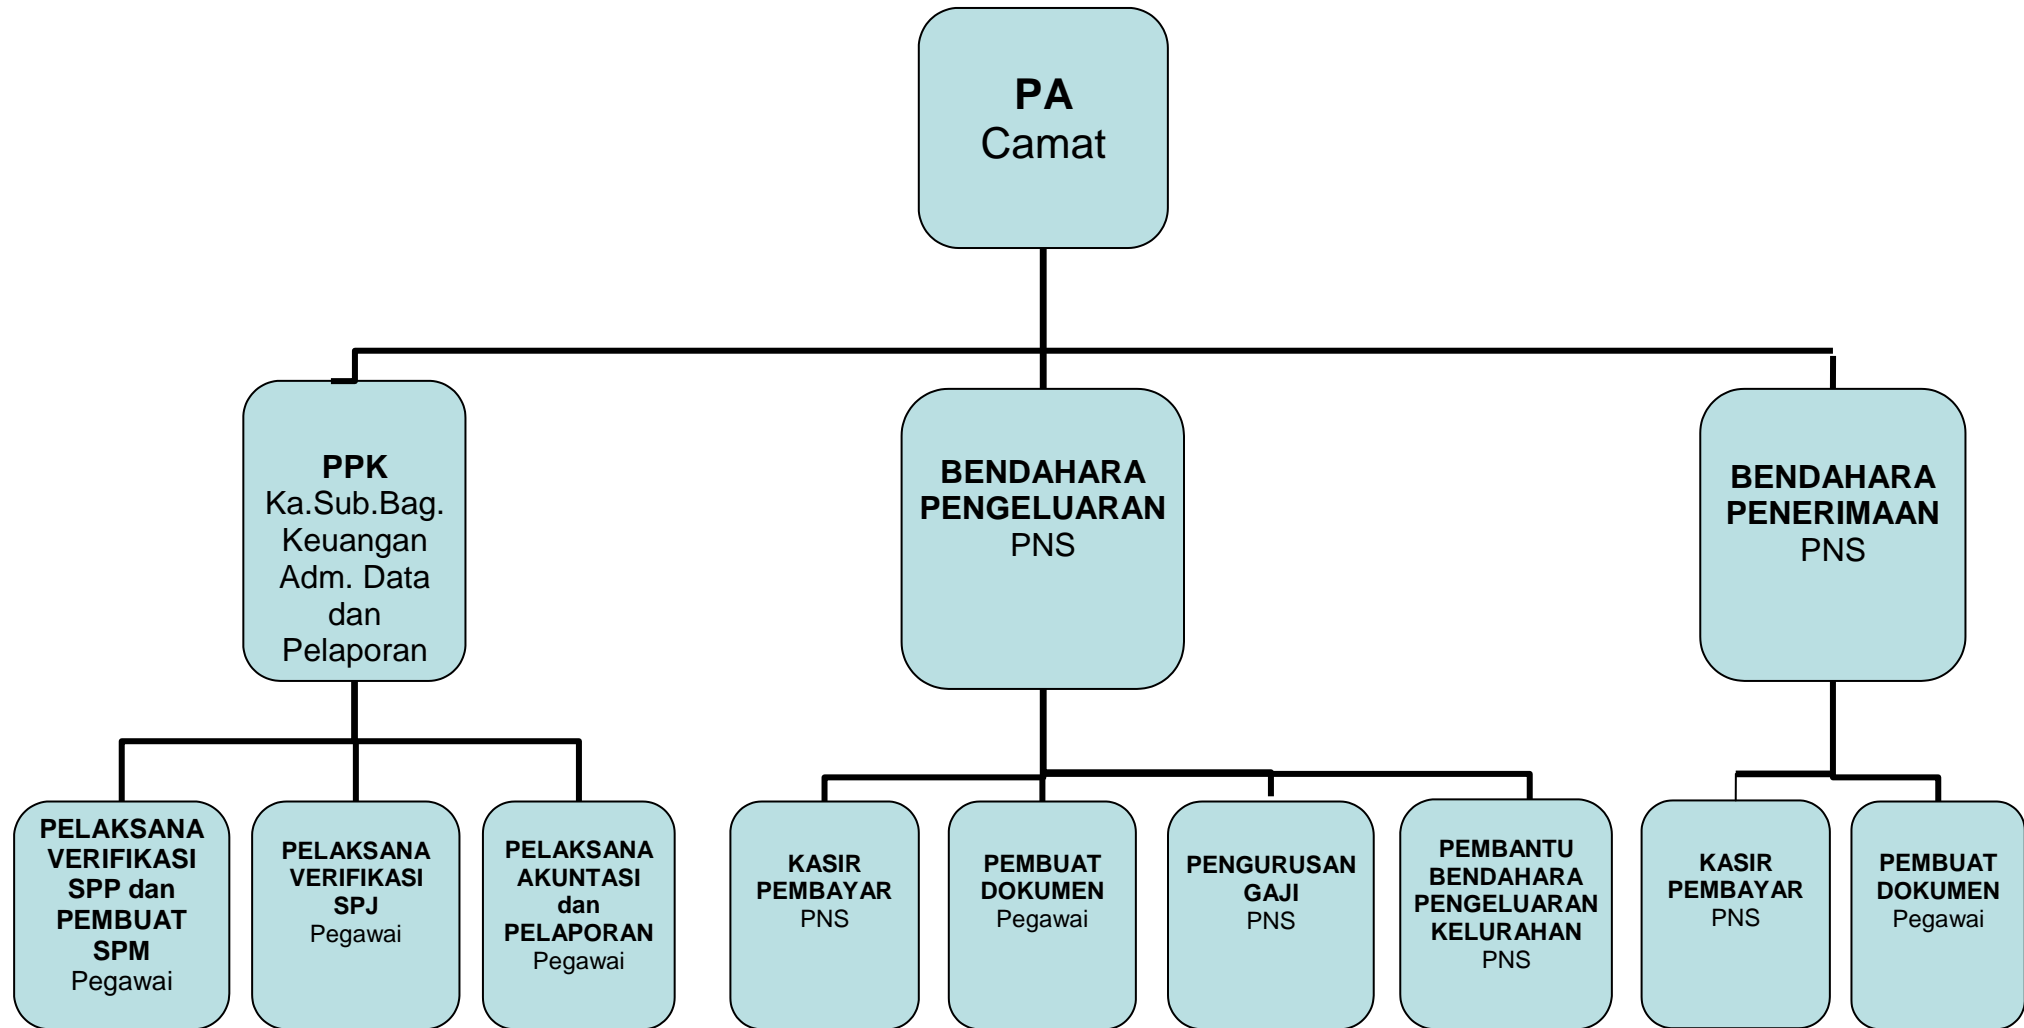 PA
Camat
PPK
Ka.Sub.Bag.
Keuangan
Adm. Data
dan
Pelaporan
BENDAHARA
PENGELUARAN
PNS
BENDAHARA
PENERIMAAN
PNS
PELAKSANA
VERIFIKASI
SPP dan
PEMBUAT
SPM
Pegawai
PELAKSANA
VERIFIKASI
SPJ
Pegawai
PELAKSANA
AKUNTASI
dan
PELAPORAN
Pegawai
KASIR
PEMBAYAR
PNS
PEMBUAT
DOKUMEN
Pegawai
PENGURUSAN
GAJI
PNS
PEMBANTU
BENDAHARA
PENGELUARAN
KELURAHAN
PNS
KASIR
PEMBAYAR
PNS
PEMBUAT
DOKUMEN
Pegawai